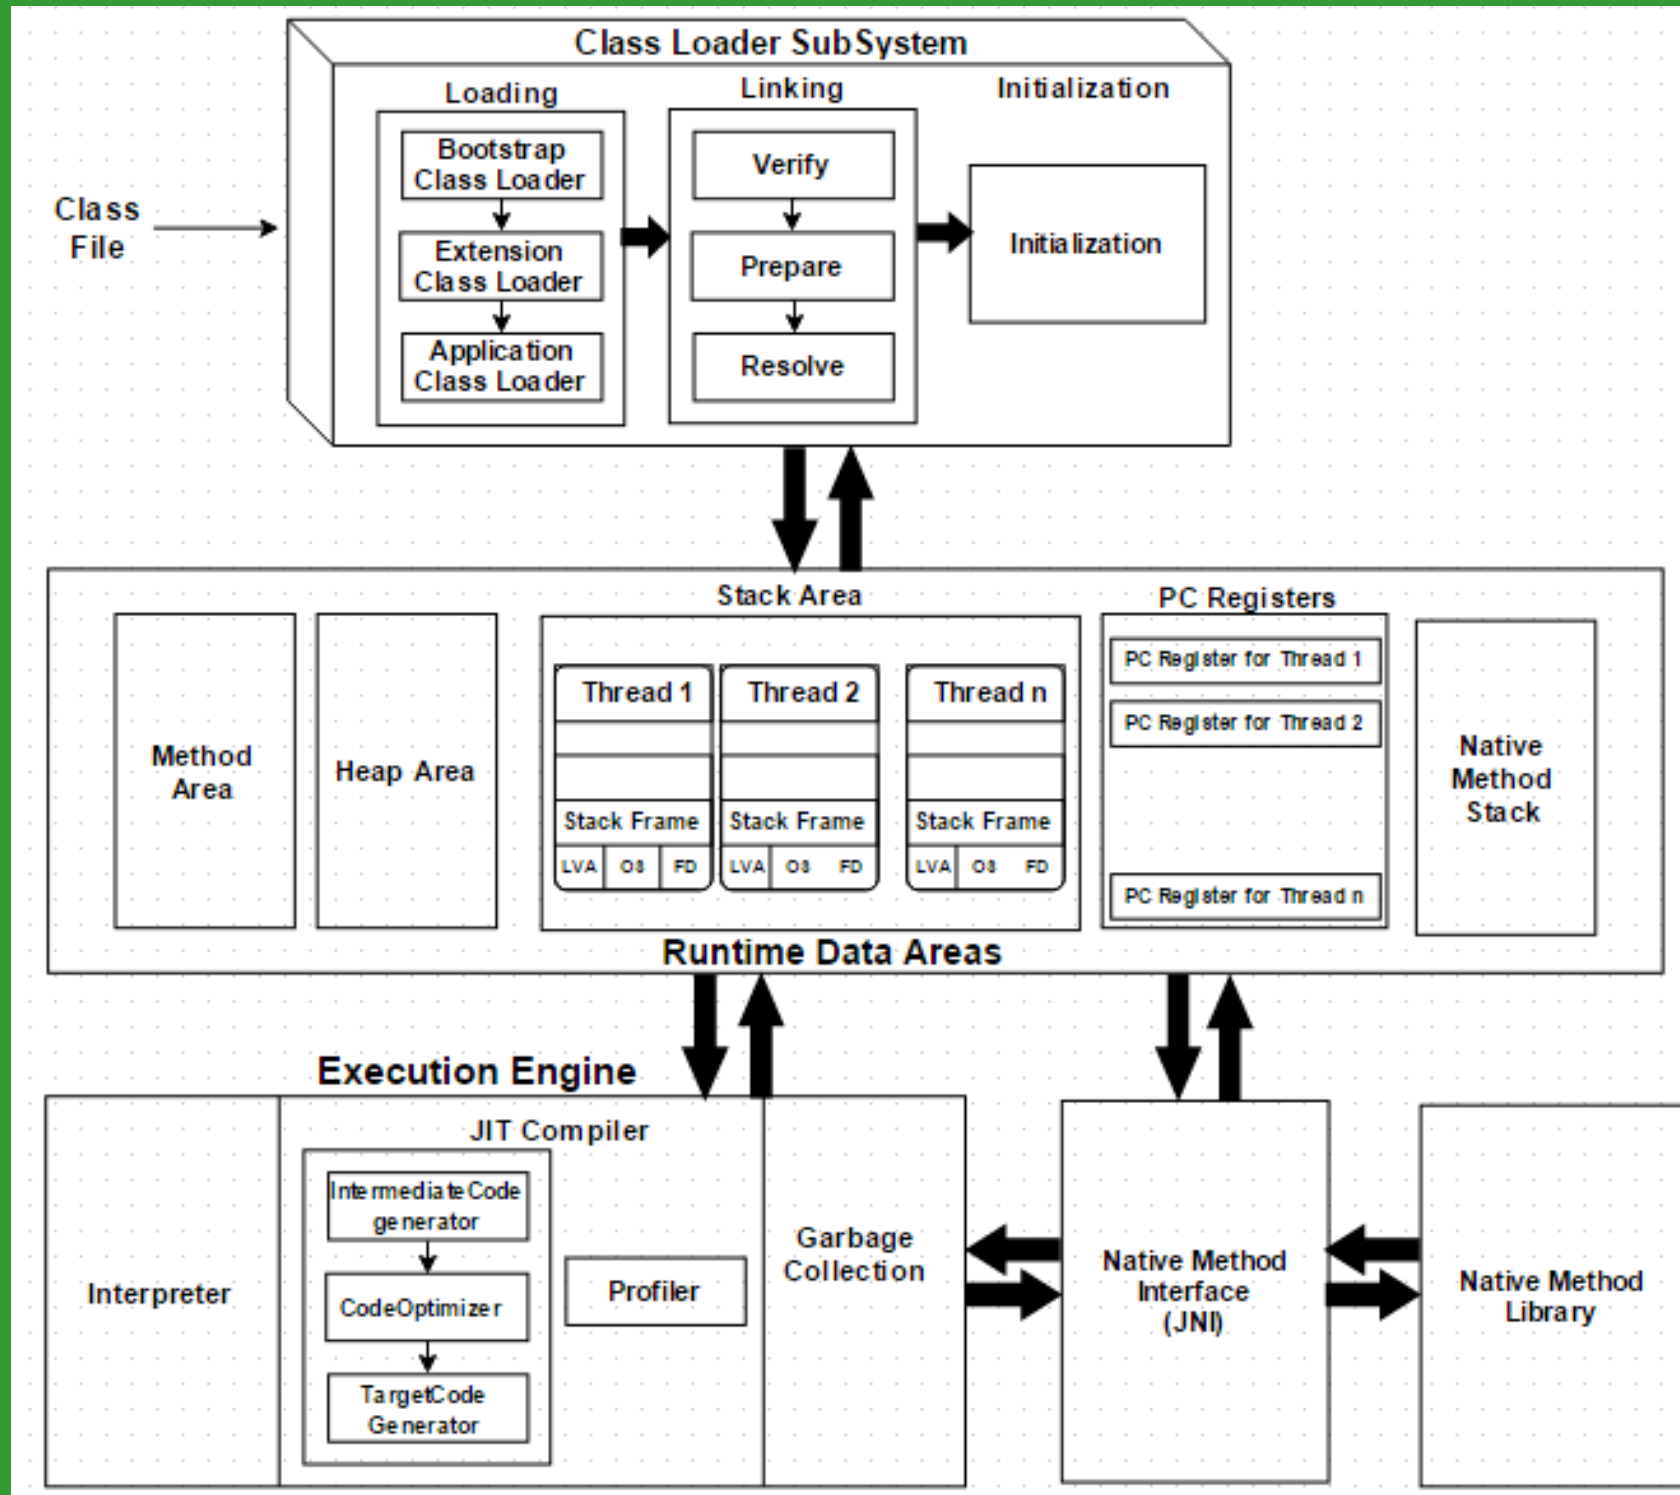 Class Loader SubSystem
Loading
Linking
Initialization
Class
File
Bootstrap
Class Loader
Extension
Class Loader
Application
Class Loader
Verify
Prepare
Resolve
Initialization
Stack Area
PC Registers
Method
Area
Heap Area
Thread 1
Stack Frame
LVA OS FD
Thread 2
Stack Frame
LVA OS FD
Thread n
Stack Frame
LVA OS FD
PC Register for Thread 1
PC Register for Thread 2
PC Register for Thread n
Native
Method
Stack
Runtime Data Areas
Execution Engine
Interpreter
JIT Compiler
IntermediateCode
generator
CodeOptimizer
TargetCode
Generator
Profiler
Garbage
Collection
Native Method
Interface
(JNI)
Native Method
Library